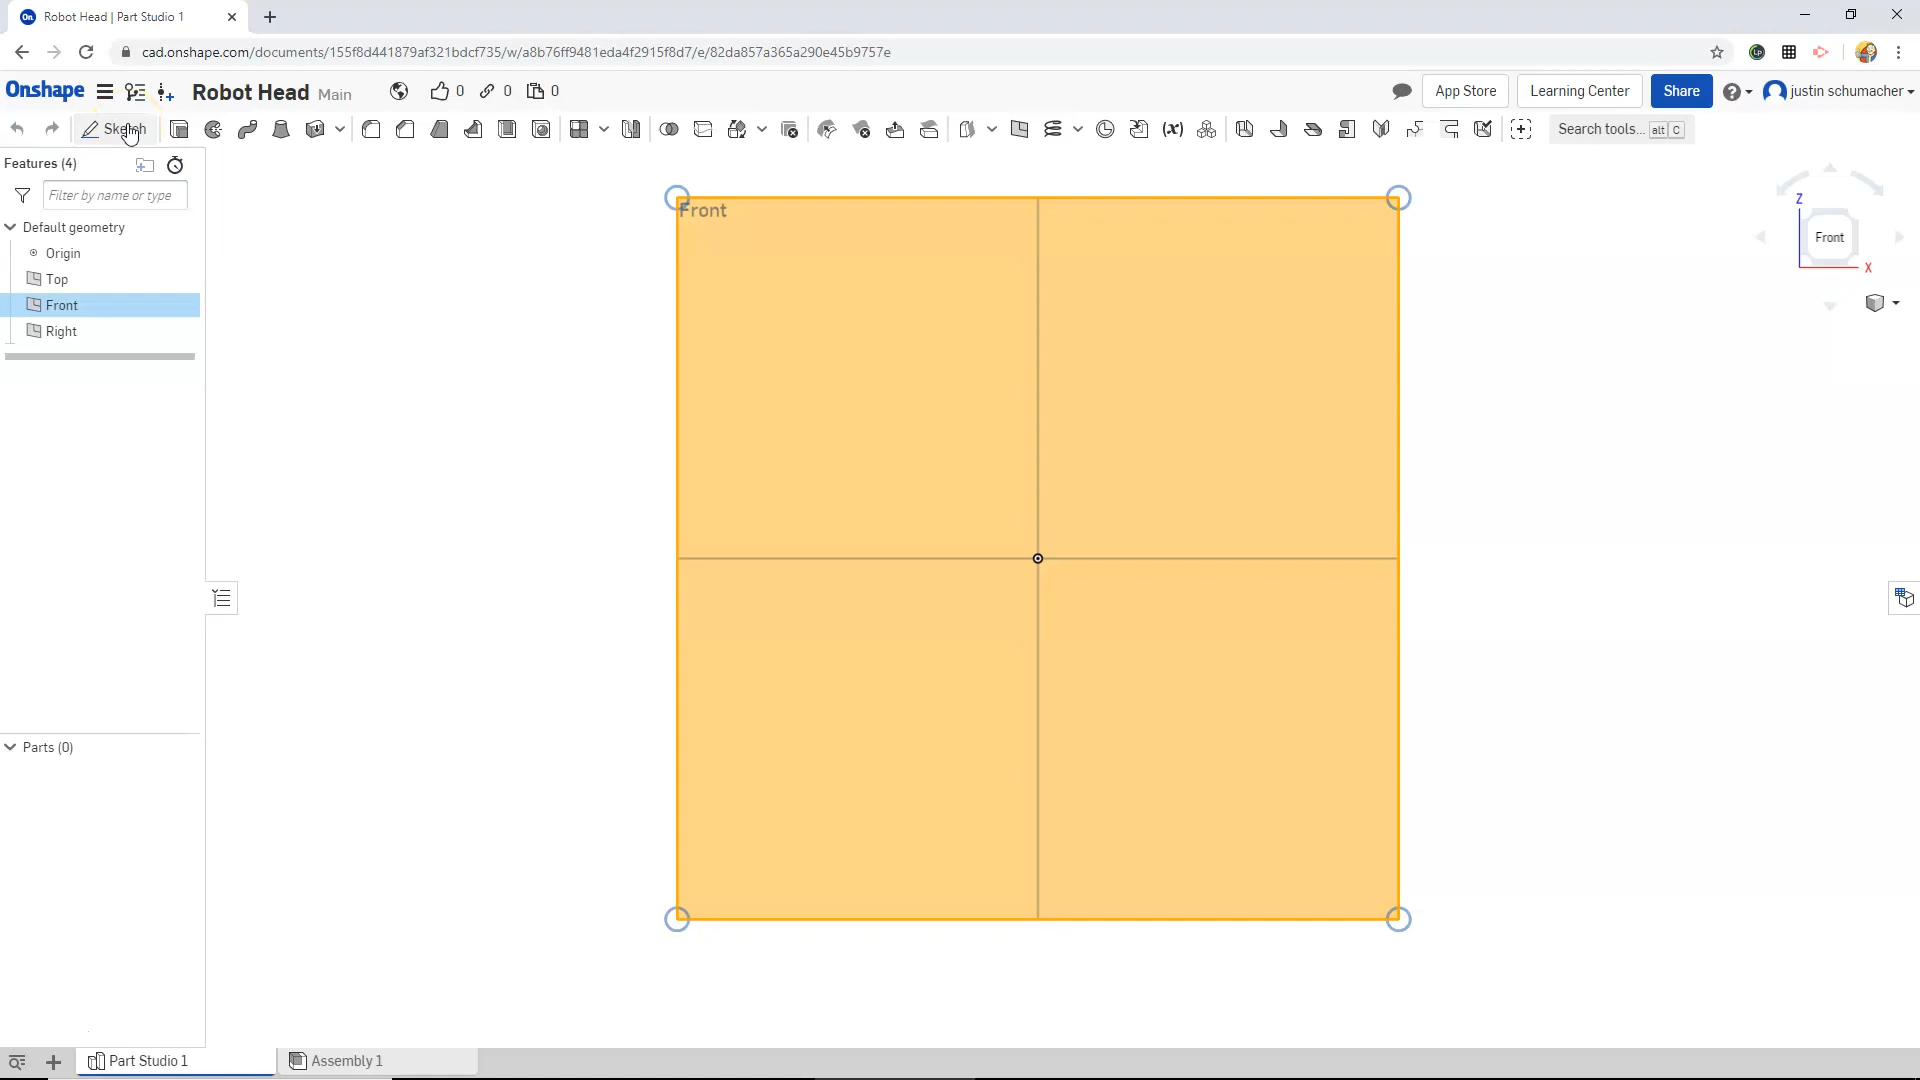 Robot Head | Part Studio 1
cad.onshape.com/documents/155f8d441879af321bdcf735/w/a8b76ff9481eda4f2915f8d7/e/82da857a365a290e45b9757e
Onshape Robot Head Main 0 0 0 App Store Learning Center Share justin schumacher
Sketch (x) Search tools... alt C
Features (4)
Filter by name or type
Default geometry
Origin
Top
Front
Right
Parts (0)
Front
Z
Front
X
Part Studio 1 Assembly 1